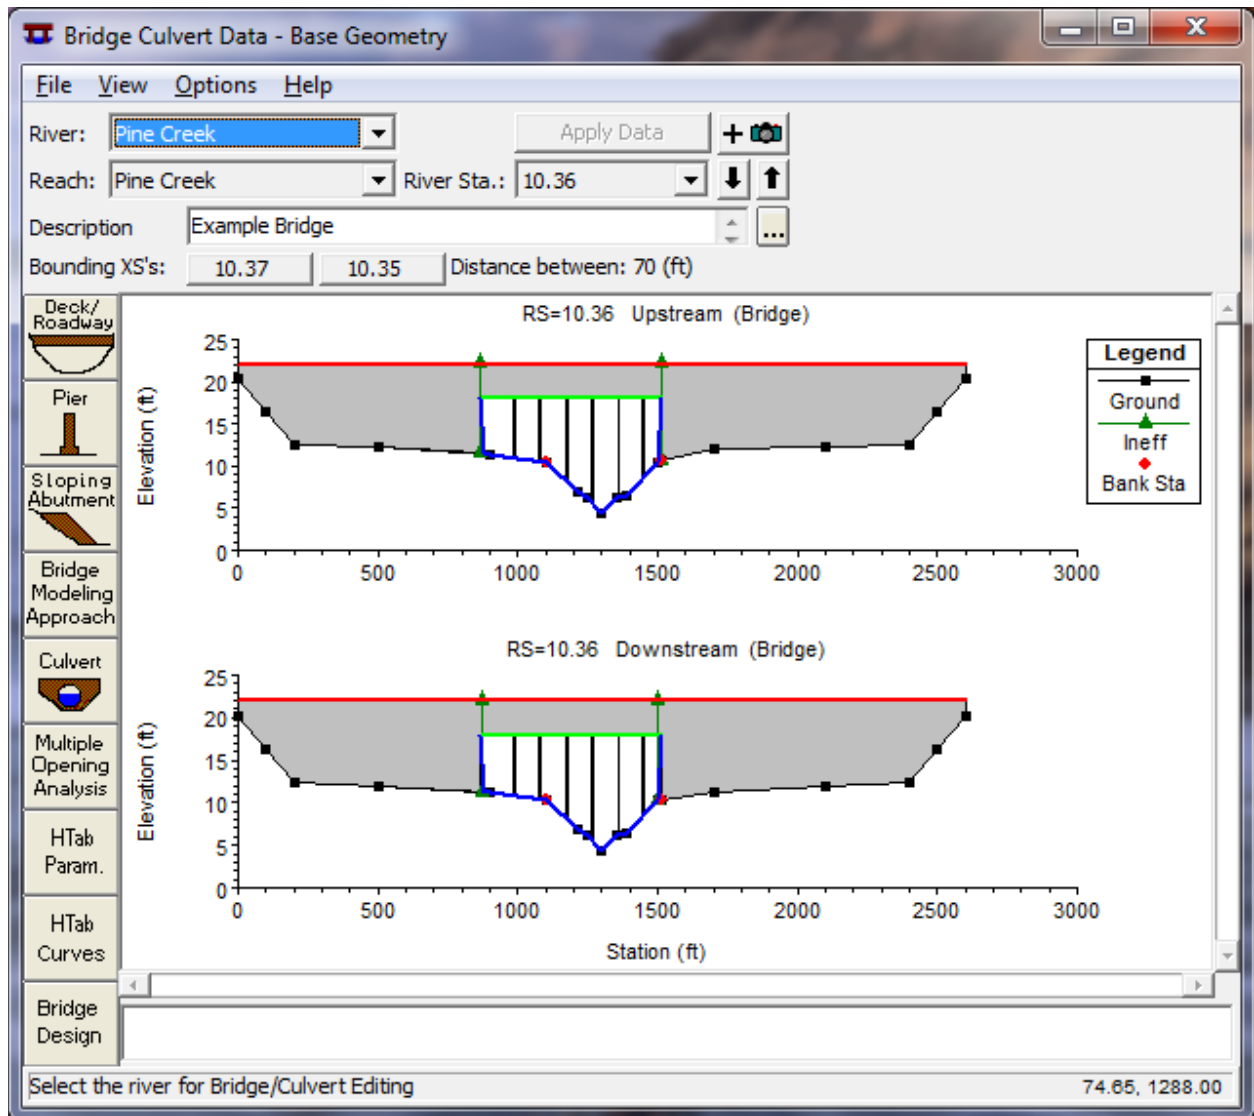 Bridge Culvert Data - Base Geometry
File View Options Help
River: Pine Creek Apply Data +
Reach: Pine Creek River Sta.: 10.36
Description Example Bridge ...
Bounding XS's: 10.37 10.35 Distance between: 70 (ft)
Deck/
Roadway
Pier
Sloping
Abutment
Bridge
Modeling
Approach
Culvert
Multiple
Opening
Analysis
HTab
Param.
HTab
Curves
Bridge
Design
RS=10.36 Upstream (Bridge)
Elevation (ft)
25
20
15
10
5
0
0 500 1000 1500 2000 2500 3000
Legend
Ground
Ineff
Bank Sta
RS=10.36 Downstream (Bridge)
Elevation (ft)
25
20
15
10
5
0
0 500 1000 1500 2000 2500 3000
Station (ft)
Select the river for Bridge/Culvert Editing 74.65, 1288.00